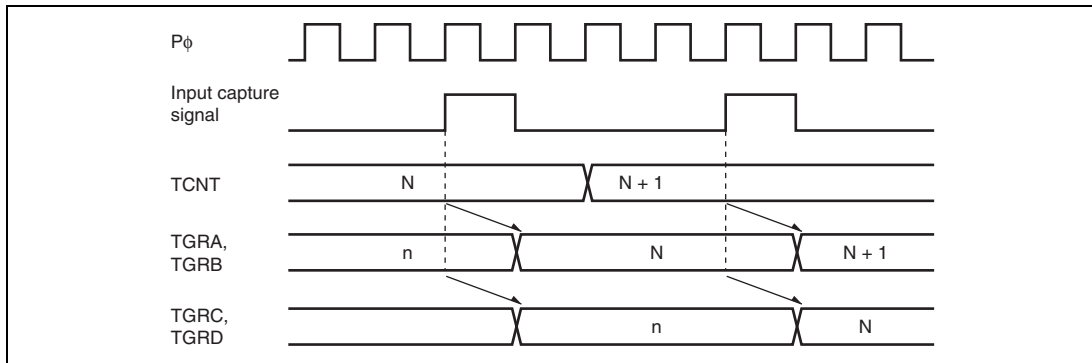 Pϕ
Input capture
signal
TCNT
N
N + 1
TGRA,
TGRB
n
N
N + 1
TGRC,
TGRD
n
N